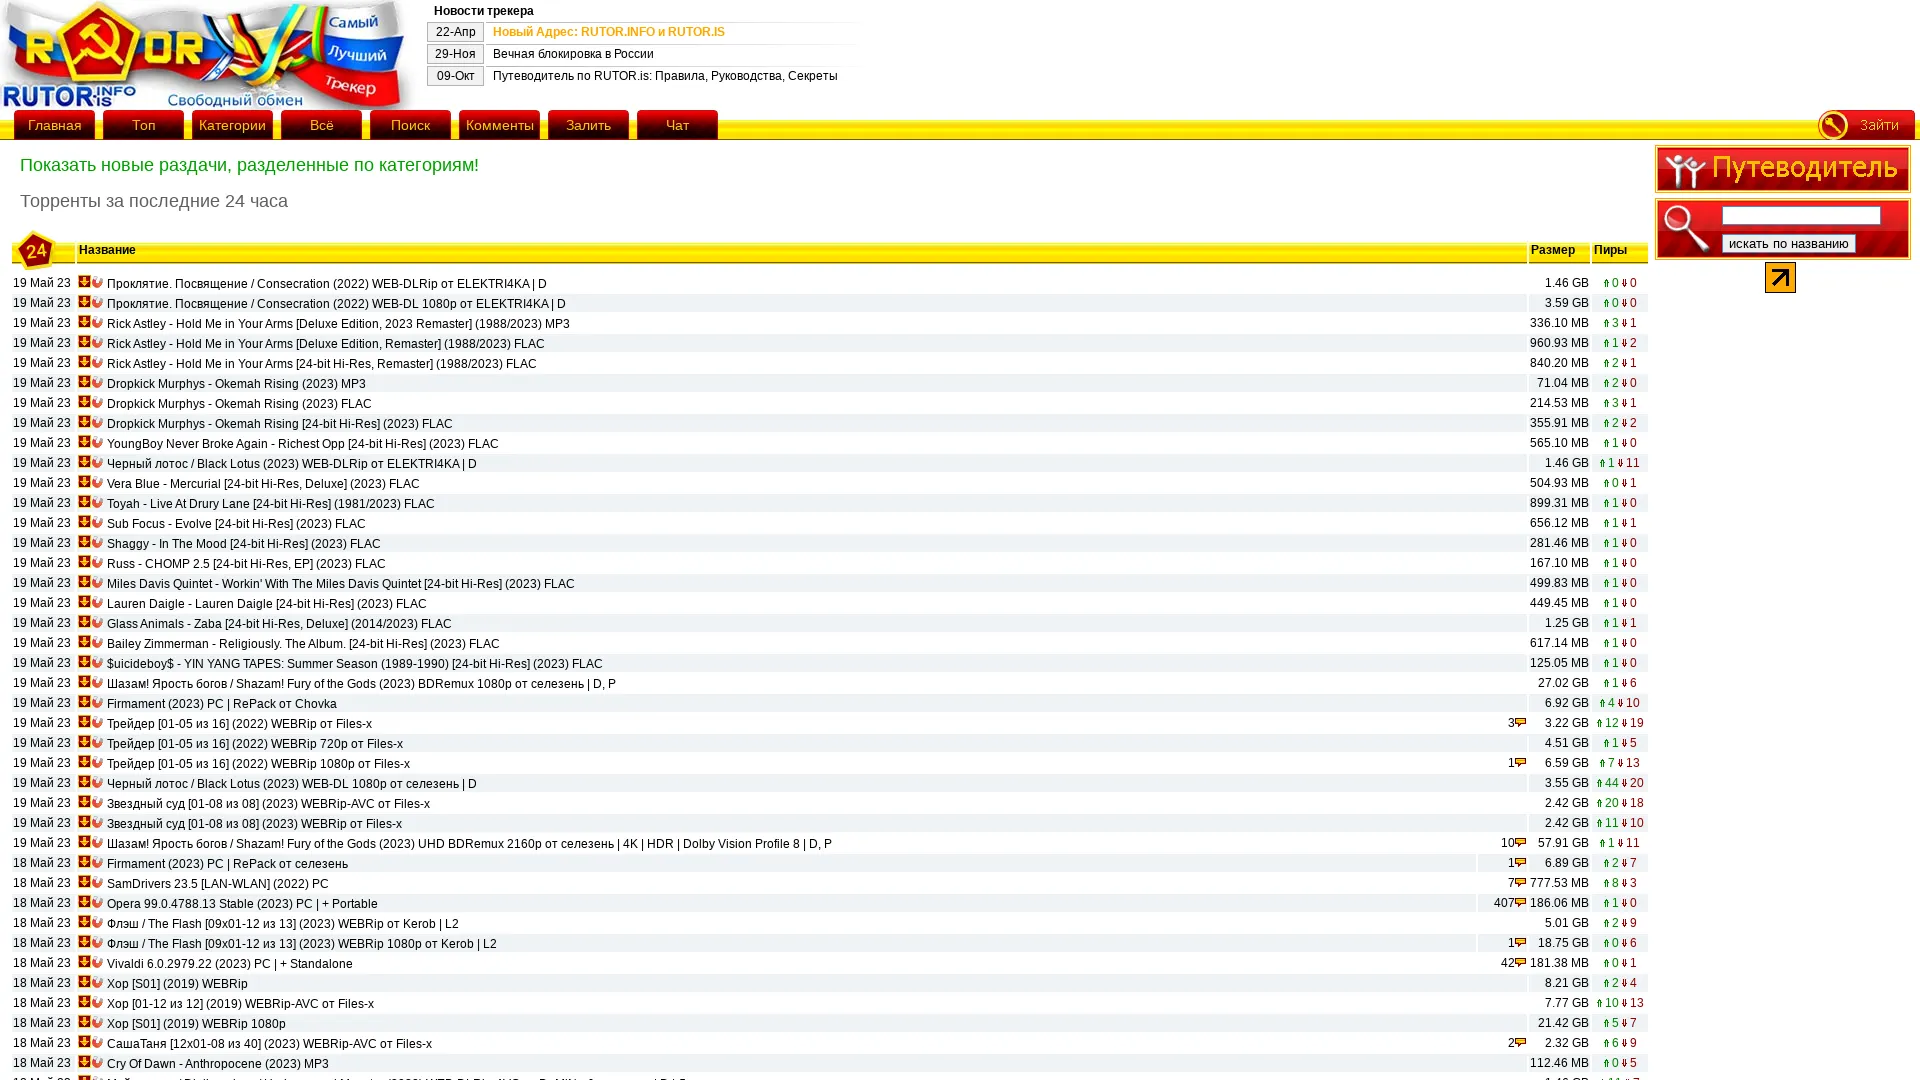 Самый
Лучший
Трекер
RUTOR.INFO
.is
Свободный обмен
Новости трекера
22-Апр Новый Адрес: RUTOR.INFO и RUTOR.IS
29-Ноя Вечная блокировка в России
09-Окт Путеводитель по RUTOR.is: Правила, Руководства, Секреты
Главная Топ Категории Всё Поиск Комменты Залить Чат Зайти
Показать новые раздачи, разделенные по категориям!
Путеводитель
Торренты за последние 24 часа
искать по названию
24 Название Размер Пиры
19 Май 23 Проклятие. Посвящение / Consecration (2022) WEB-DLRip от ELEKTRI4KA | D 1.46 GB 0 0
19 Май 23 Проклятие. Посвящение / Consecration (2022) WEB-DL 1080p от ELEKTRI4KA | D 3.59 GB 0 0
19 Май 23 Rick Astley - Hold Me in Your Arms [Deluxe Edition, 2023 Remaster] (1988/2023) MP3 336.10 MB 3 1
19 Май 23 Rick Astley - Hold Me in Your Arms [Deluxe Edition, Remaster] (1988/2023) FLAC 960.93 MB 1 2
19 Май 23 Rick Astley - Hold Me in Your Arms [24-bit Hi-Res, Remaster] (1988/2023) FLAC 840.20 MB 2 1
19 Май 23 Dropkick Murphys - Okemah Rising (2023) MP3 71.04 MB 2 0
19 Май 23 Dropkick Murphys - Okemah Rising (2023) FLAC 214.53 MB 3 1
19 Май 23 Dropkick Murphys - Okemah Rising [24-bit Hi-Res] (2023) FLAC 355.91 MB 2 2
19 Май 23 YoungBoy Never Broke Again - Richest Opp [24-bit Hi-Res] (2023) FLAC 565.10 MB 1 0
19 Май 23 Черный лотос / Black Lotus (2023) WEB-DLRip от ELEKTRI4KA | D 1.46 GB 1 11
19 Май 23 Vera Blue - Mercurial [24-bit Hi-Res, Deluxe] (2023) FLAC 504.93 MB 0 1
19 Май 23 Toyah - Live At Drury Lane [24-bit Hi-Res] (1981/2023) FLAC 899.31 MB 1 0
19 Май 23 Sub Focus - Evolve [24-bit Hi-Res] (2023) FLAC 656.12 MB 1 1
19 Май 23 Shaggy - In The Mood [24-bit Hi-Res] (2023) FLAC 281.46 MB 1 0
19 Май 23 Russ - CHOMP 2.5 [24-bit Hi-Res, EP] (2023) FLAC 167.10 MB 1 0
19 Май 23 Miles Davis Quintet - Workin' With The Miles Davis Quintet [24-bit Hi-Res] (2023) FLAC 499.83 MB 1 0
19 Май 23 Lauren Daigle - Lauren Daigle [24-bit Hi-Res] (2023) FLAC 449.45 MB 1 0
19 Май 23 Glass Animals - Zaba [24-bit Hi-Res, Deluxe] (2014/2023) FLAC 1.25 GB 1 1
19 Май 23 Bailey Zimmerman - Religiously. The Album. [24-bit Hi-Res] (2023) FLAC 617.14 MB 1 0
19 Май 23 $uicideboy$ - YIN YANG TAPES: Summer Season (1989-1990) [24-bit Hi-Res] (2023) FLAC 125.05 MB 1 0
19 Май 23 Шазам! Ярость богов / Shazam! Fury of the Gods (2023) BDRemux 1080p от селезень | D, P 27.02 GB 1 6
19 Май 23 Firmament (2023) PC | RePack от Chovka 6.92 GB 4 10
19 Май 23 Трейдер [01-05 из 16] (2022) WEBRip от Files-x 3 3.22 GB 12 19
19 Май 23 Трейдер [01-05 из 16] (2022) WEBRip 720p от Files-x 4.51 GB 1 5
19 Май 23 Трейдер [01-05 из 16] (2022) WEBRip 1080p от Files-x 1 6.59 GB 7 13
19 Май 23 Черный лотос / Black Lotus (2023) WEB-DL 1080p от селезень | D 3.55 GB 44 20
19 Май 23 Звездный суд [01-08 из 08] (2023) WEBRip-AVC от Files-x 2.42 GB 20 18
19 Май 23 Звездный суд [01-08 из 08] (2023) WEBRip от Files-x 2.42 GB 11 10
19 Май 23 Шазам! Ярость богов / Shazam! Fury of the Gods (2023) UHD BDRemux 2160p от селезень | 4K | HDR | Dolby Vision Profile 8 | D, P 10 57.91 GB 1 11
18 Май 23 Firmament (2023) PC | RePack от селезень 1 6.89 GB 2 7
18 Май 23 SamDrivers 23.5 [LAN-WLAN] (2022) PC 7 777.53 MB 8 3
18 Май 23 Opera 99.0.4788.13 Stable (2023) PC | + Portable 407 186.06 MB 1 0
18 Май 23 Флэш / The Flash [09x01-12 из 13] (2023) WEBRip от Kerob | L2 5.01 GB 2 9
18 Май 23 Флэш / The Flash [09x01-12 из 13] (2023) WEBRip 1080p от Kerob | L2 1 18.75 GB 0 6
18 Май 23 Vivaldi 6.0.2979.22 (2023) PC | + Standalone 42 181.38 MB 0 1
18 Май 23 Хор [S01] (2019) WEBRip 8.21 GB 2 4
18 Май 23 Хор [01-12 из 12] (2019) WEBRip-AVC от Files-x 7.77 GB 10 13
18 Май 23 Хор [S01] (2019) WEBRip 1080p 21.42 GB 5 7
18 Май 23 СашаТаня [12x01-08 из 40] (2023) WEBRip-AVC от Files-x 2 2.32 GB 6 9
18 Май 23 Cry Of Dawn - Anthropocene (2023) MP3 112.46 MB 0 5